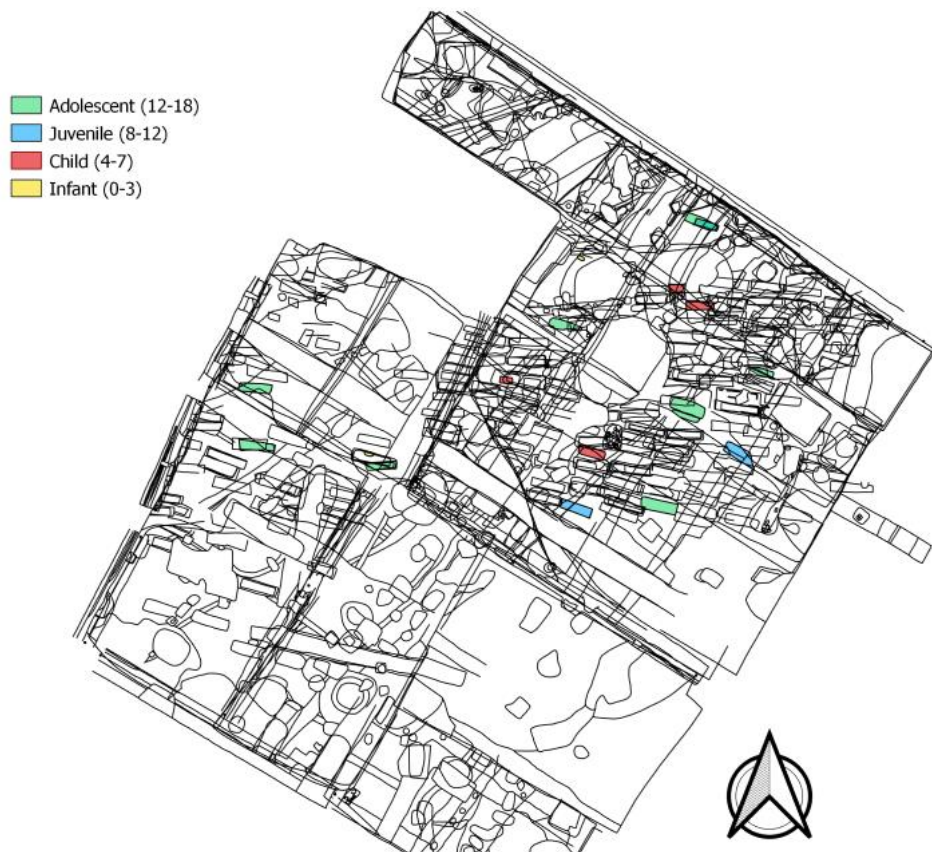 Adolescent (12-18)
Juvenile (8-12)
Child (4-7)
Infant (0-3)